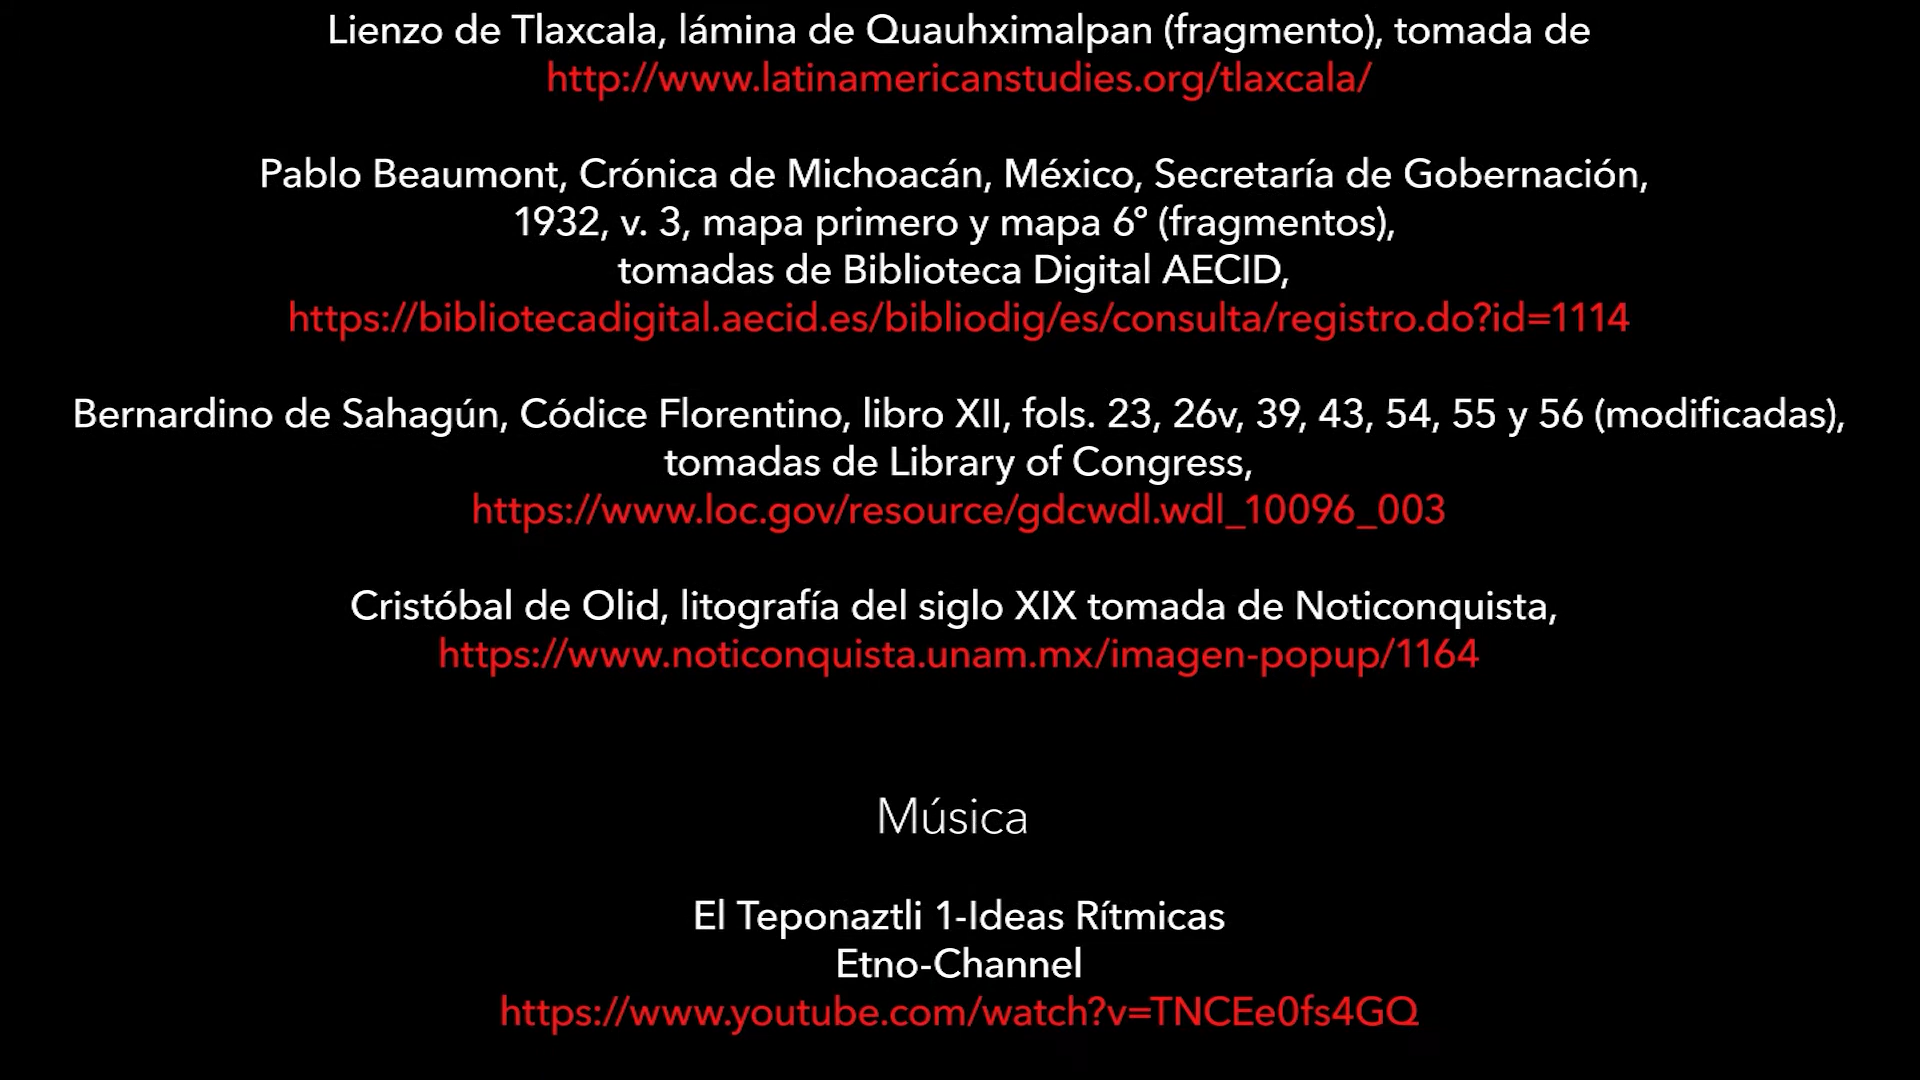 Lienzo de Tlaxcala, lámina de Quauhximalpan (fragmento), tomada de
http://www.latinamericanstudies.org/tlaxcala/
Pablo Beaumont, Crónica de Michoacán, México, Secretaría de Gobernación,
1932, v. 3, mapa primero y mapa 6º (fragmentos),
tomadas de Biblioteca Digital AECID,
https://bibliotecadigital.aecid.es/bibliodig/es/consulta/registro.do?id=1114
Bernardino de Sahagún, Códice Florentino, libro XII, fols. 23, 26v, 39, 43, 54, 55 y 56 (modificadas),
tomadas de Library of Congress,
https://www.loc.gov/resource/gdcwdl.wdl_10096_003
Cristóbal de Olid, litografía del siglo XIX tomada de Noticonquista,
https://www.noticonquista.unam.mx/imagen-popup/1164
Música
El Teponaztli 1-Ideas Rítmicas
Etno-Channel
https://www.youtube.com/watch?v=TNCEe0fs4GQ